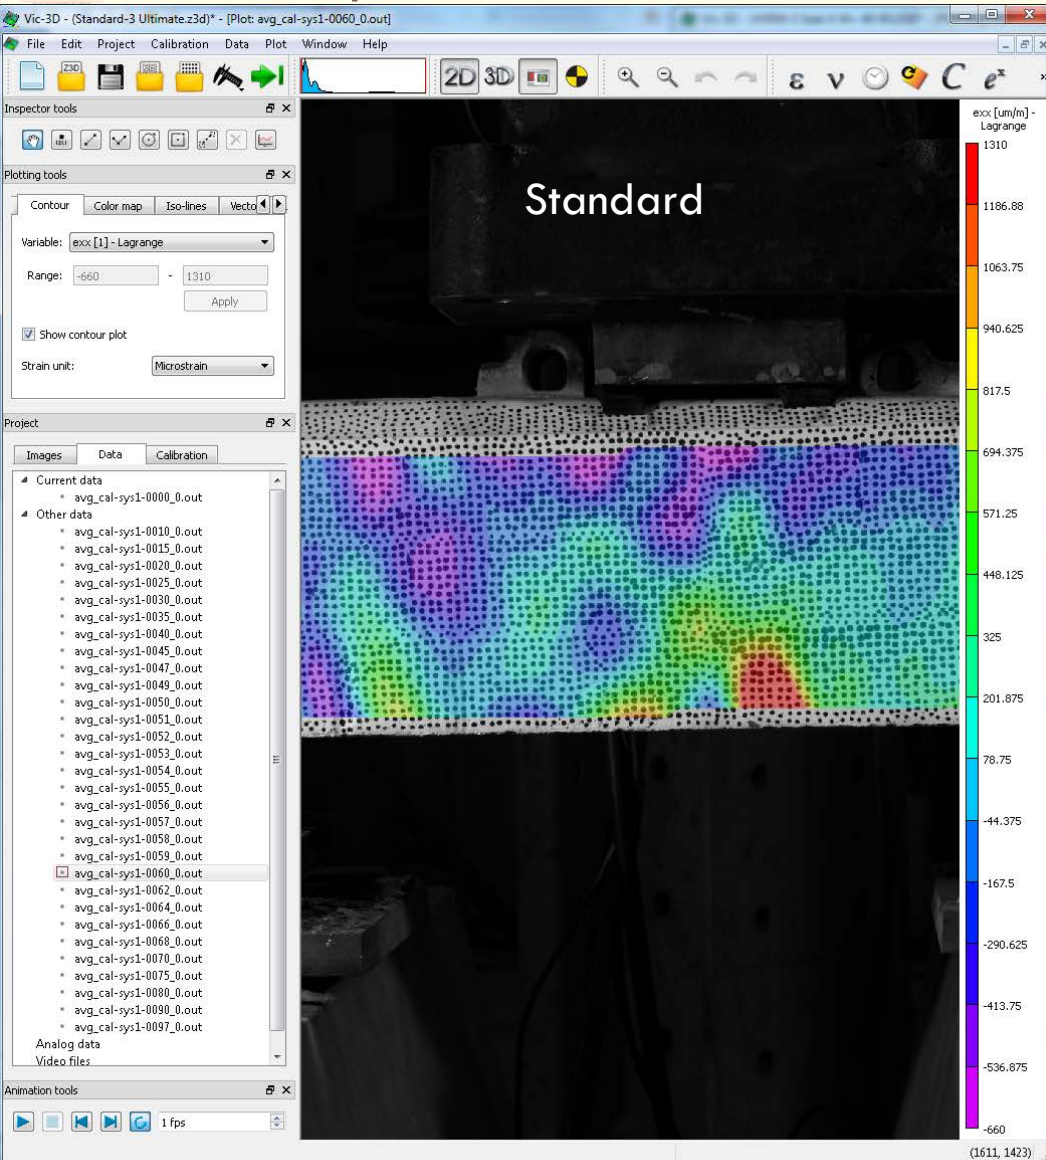 Vic-3D - (Standard-3 Ultimate.z3d)* - [Plot: avg_cal-sys1-0060_0.out]
File Edit Project Calibration Data Plot Window Help
Z3D
2D 3D ε ν C eˣ »
Inspector tools
Plotting tools
Contour Color map Iso-lines Vecto
Variable: exx [1] - Lagrange
Range: -660 - 1310
Apply
Show contour plot
Strain unit: Microstrain
Project
Images Data Calibration
Current data
avg_cal-sys1-0000_0.out
Other data
avg_cal-sys1-0010_0.out
avg_cal-sys1-0015_0.out
avg_cal-sys1-0020_0.out
avg_cal-sys1-0025_0.out
avg_cal-sys1-0030_0.out
avg_cal-sys1-0035_0.out
avg_cal-sys1-0040_0.out
avg_cal-sys1-0045_0.out
avg_cal-sys1-0047_0.out
avg_cal-sys1-0049_0.out
avg_cal-sys1-0050_0.out
avg_cal-sys1-0051_0.out
avg_cal-sys1-0052_0.out
avg_cal-sys1-0053_0.out
avg_cal-sys1-0054_0.out
avg_cal-sys1-0055_0.out
avg_cal-sys1-0056_0.out
avg_cal-sys1-0057_0.out
avg_cal-sys1-0058_0.out
avg_cal-sys1-0059_0.out
avg_cal-sys1-0060_0.out
avg_cal-sys1-0062_0.out
avg_cal-sys1-0064_0.out
avg_cal-sys1-0066_0.out
avg_cal-sys1-0068_0.out
avg_cal-sys1-0070_0.out
avg_cal-sys1-0075_0.out
avg_cal-sys1-0080_0.out
avg_cal-sys1-0090_0.out
avg_cal-sys1-0097_0.out
Analog data
Video files
Animation tools
1 fps
Standard
exx [um/m] -
Lagrange
1310
1186.88
1063.75
940.625
817.5
694.375
571.25
448.125
325
201.875
78.75
-44.375
-167.5
-290.625
-413.75
-536.875
-660
(1611, 1423)